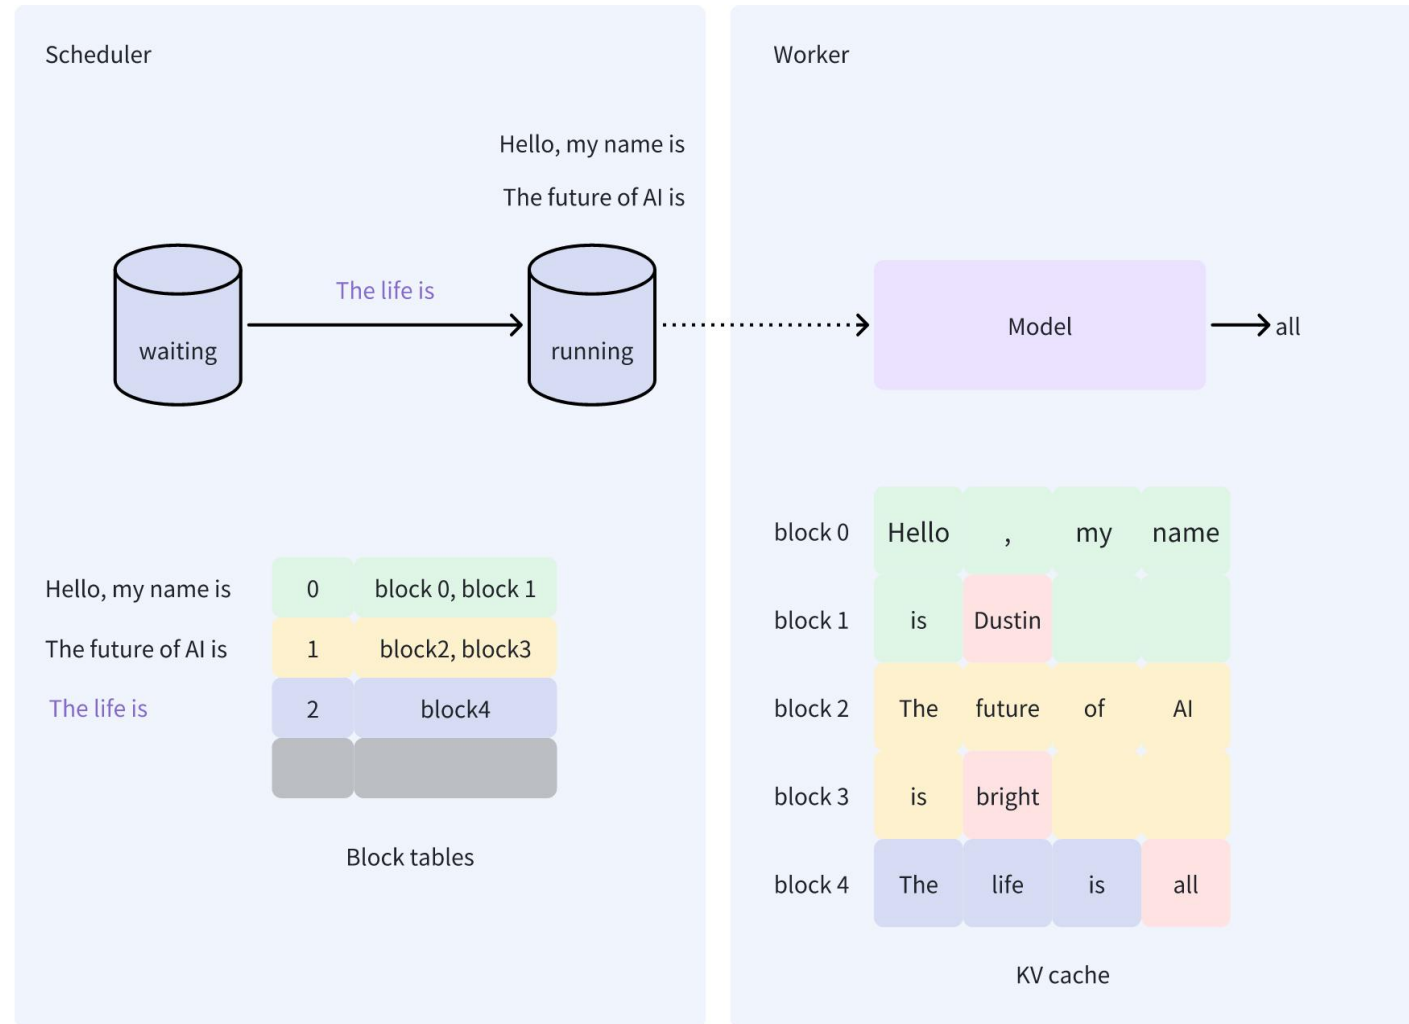 Scheduler
Hello, my name is
The future of AI is
waiting
The life is
running
Hello, my name is 0 block 0, block 1
The future of AI is 1 block2, block3
The life is 2 block4
Block tables
Worker
Model
all
block 0 Hello , my name
block 1 is Dustin
block 2 The future of AI
block 3 is bright
block 4 The life is all
KV cache